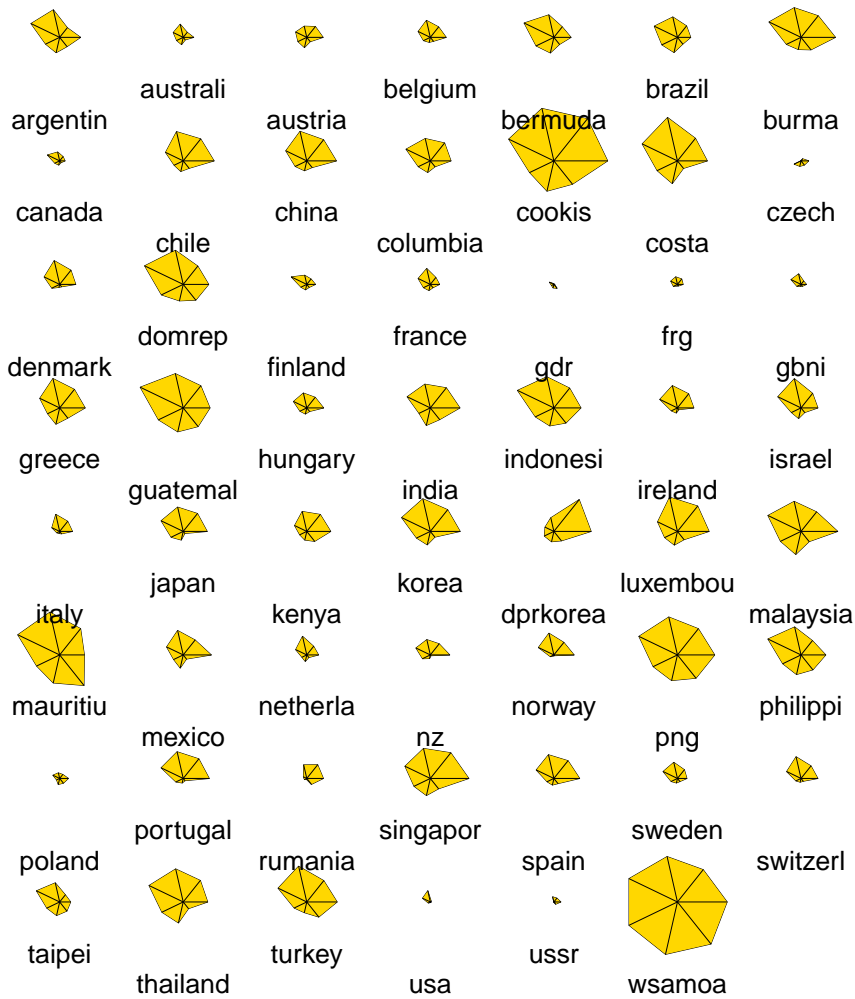 australi belgium brazil
argentin austria bermuda burma
canada china cookis czech
chile columbia costa
domrep france frg
denmark finland gdr gbni
greece hungary indonesi israel
guatemal india ireland
japan korea luxembou
italy kenya dprkorea malaysia
mauritiu netherla norway philippi
mexico nz png
portugal singapor sweden
poland rumania spain switzerl
taipei turkey ussr
thailand usa wsamoa